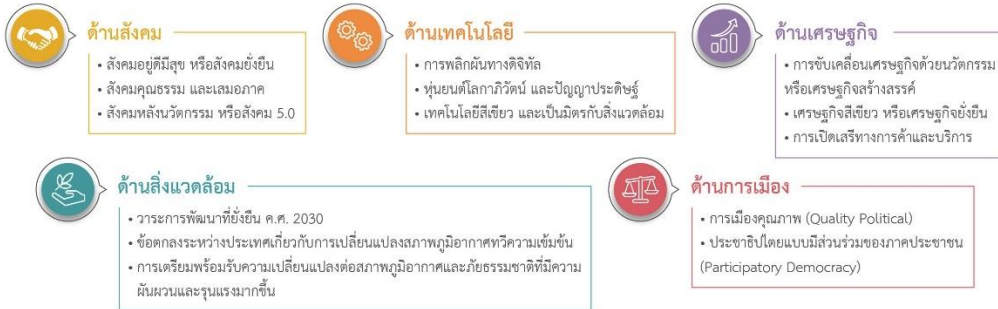 ด้านสังคม
• สังคมอยู่ดีมีสุข หรือสังคมยั่งยืน
• สังคมคุณธรรม และเสมอภาค
• สังคมหลังนวัตกรรม หรือสังคม 5.0
ด้านเทคโนโลยี
• การพลิกผันทางดิจิทัล
• หุ่นยนต์โลกาภิวัตน์ และปัญญาประดิษฐ์
• เทคโนโลยีสีเขียว และเป็นมิตรกับสิ่งแวดล้อม
ด้านเศรษฐกิจ
• การขับเคลื่อนเศรษฐกิจด้วยนวัตกรรม
หรือเศรษฐกิจสร้างสรรค์
• เศรษฐกิจสีเขียว หรือเศรษฐกิจยั่งยืน
• การเปิดเสรีทางการค้าและบริการ
ด้านสิ่งแวดล้อม
• วาระการพัฒนาที่ยั่งยืน ค.ศ. 2030
• ข้อตกลงระหว่างประเทศเกี่ยวกับการเปลี่ยนแปลงสภาพภูมิอากาศทวีความเข้มข้น
• การเตรียมพร้อมรับความเปลี่ยนแปลงต่อสภาพภูมิอากาศและภัยธรรมชาติที่มีความ
ผันผวนและรุนแรงมากขึ้น
ด้านการเมือง
• การเมืองคุณภาพ (Quality Political)
• ประชาธิปไตยแบบมีส่วนร่วมของภาคประชาชน
(Participatory Democracy)